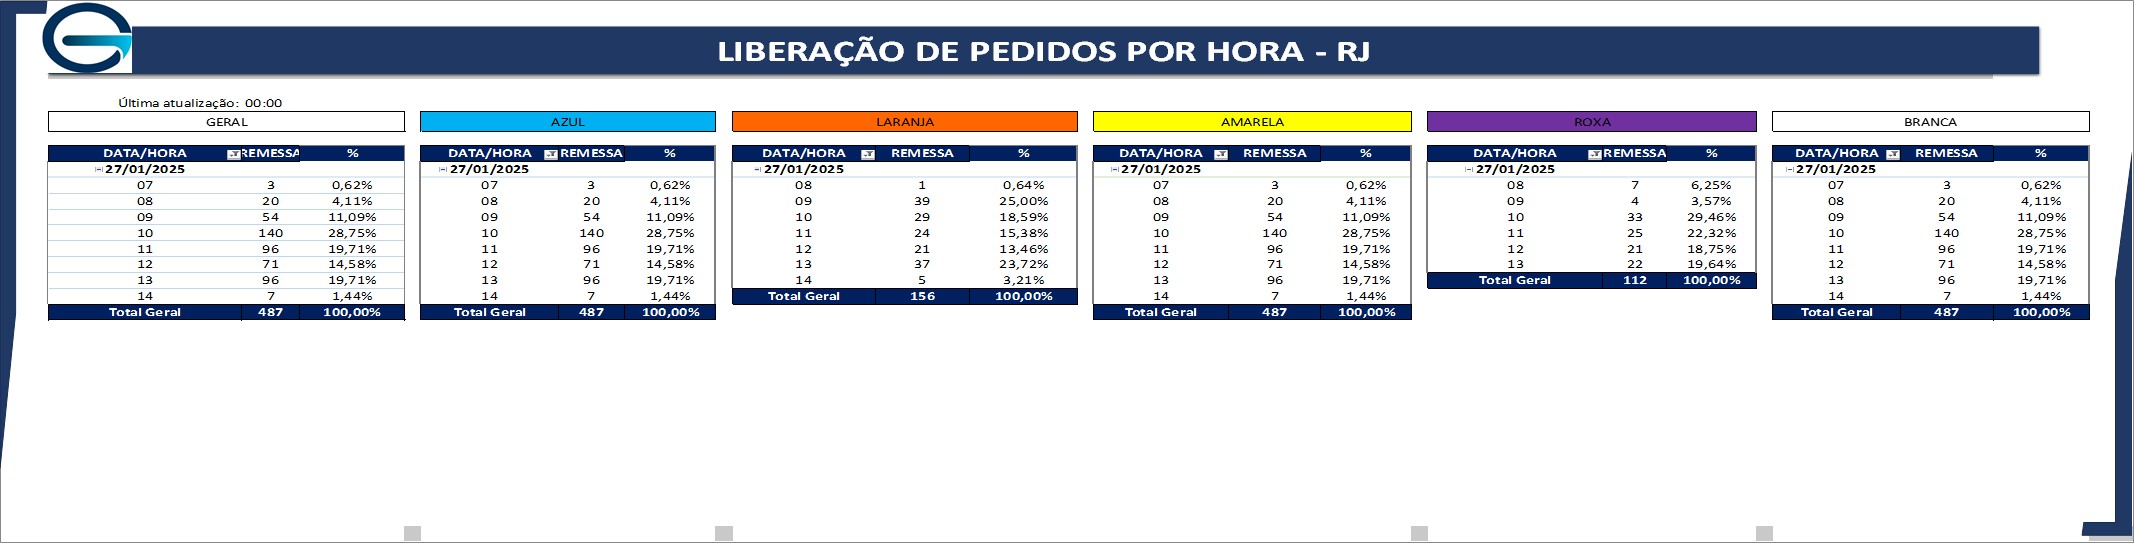 LIBERAÇÃO DE PEDIDOS POR HORA - RJ
Última atualização: 00:00
GERAL
DATA/HORA REMESSA %
27/01/2025
07 3 0,62%
08 20 4,11%
09 54 11,09%
10 140 28,75%
11 96 19,71%
12 71 14,58%
13 96 19,71%
14 7 1,44%
Total Geral 487 100,00%
AZUL
DATA/HORA REMESSA %
27/01/2025
07 3 0,62%
08 20 4,11%
09 54 11,09%
10 140 28,75%
11 96 19,71%
12 71 14,58%
13 96 19,71%
14 7 1,44%
Total Geral 487 100,00%
LARANJA
DATA/HORA REMESSA %
27/01/2025
08 1 0,64%
09 39 25,00%
10 29 18,59%
11 24 15,38%
12 21 13,46%
13 37 23,72%
14 5 3,21%
Total Geral 156 100,00%
AMARELA
DATA/HORA REMESSA %
27/01/2025
07 3 0,62%
08 20 4,11%
09 54 11,09%
10 140 28,75%
11 96 19,71%
12 71 14,58%
13 96 19,71%
14 7 1,44%
Total Geral 487 100,00%
ROXA
DATA/HORA REMESSA %
27/01/2025
08 7 6,25%
09 4 3,57%
10 33 29,46%
11 25 22,32%
12 21 18,75%
13 22 19,64%
Total Geral 112 100,00%
BRANCA
DATA/HORA REMESSA %
27/01/2025
07 3 0,62%
08 20 4,11%
09 54 11,09%
10 140 28,75%
11 96 19,71%
12 71 14,58%
13 96 19,71%
14 7 1,44%
Total Geral 487 100,00%